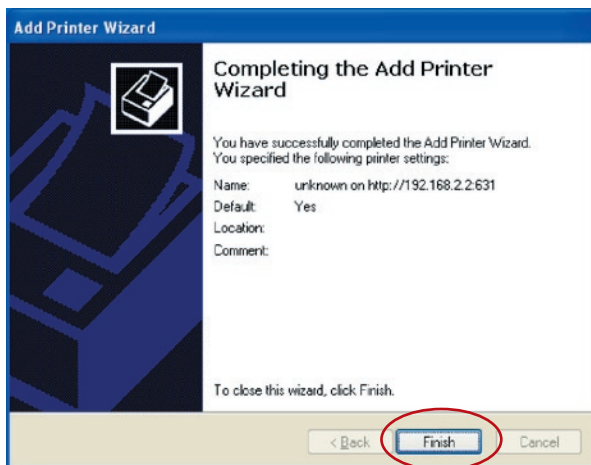 Add Printer Wizard
Completing the Add Printer
Wizard
You have successfully completed the Add Printer Wizard.
You specified the following printer settings:
Name: unknown on http://192.168.2.2:631
Default: Yes
Location:
Comment:
To close this wizard, click Finish.
< Back Finish Cancel